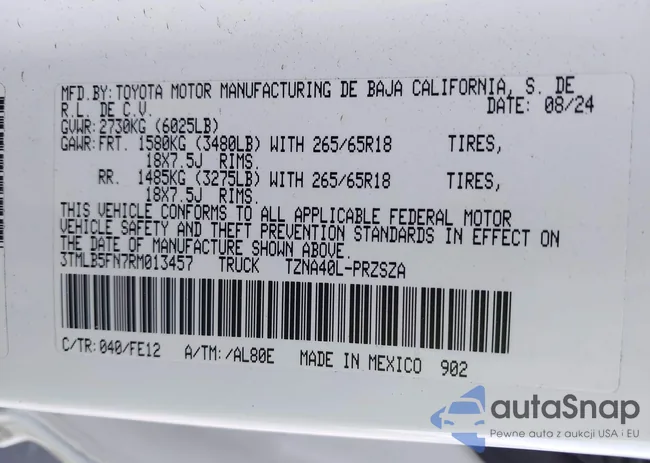 MFD.BY: TOYOTA MOTOR MANUFACTURING DE BAJA CALIFORNIA, S. DE
R.L. DE C.V. DATE: 08/24
GVWR:2730KG (6025LB)
GAWR:FRT. 1580KG (3480LB) WITH 265/65R18 TIRES,
18X7.5J RIMS.
RR. 1485KG (3275LB) WITH 265/65R18 TIRES,
18X7.5J RIMS.
THIS VEHICLE CONFORMS TO ALL APPLICABLE FEDERAL MOTOR
VEHICLE SAFETY AND THEFT PREVENTION STANDARDS IN EFFECT ON
THE DATE OF MANUFACTURE SHOWN ABOVE.
3TMLB5FN7RM013457 TRUCK TZNA40L-PRZSZA
C/TR:040/FE12 A/TM:/AL80E MADE IN MEXICO 902
autaSnap
Pewne auta z aukcji USA i EU